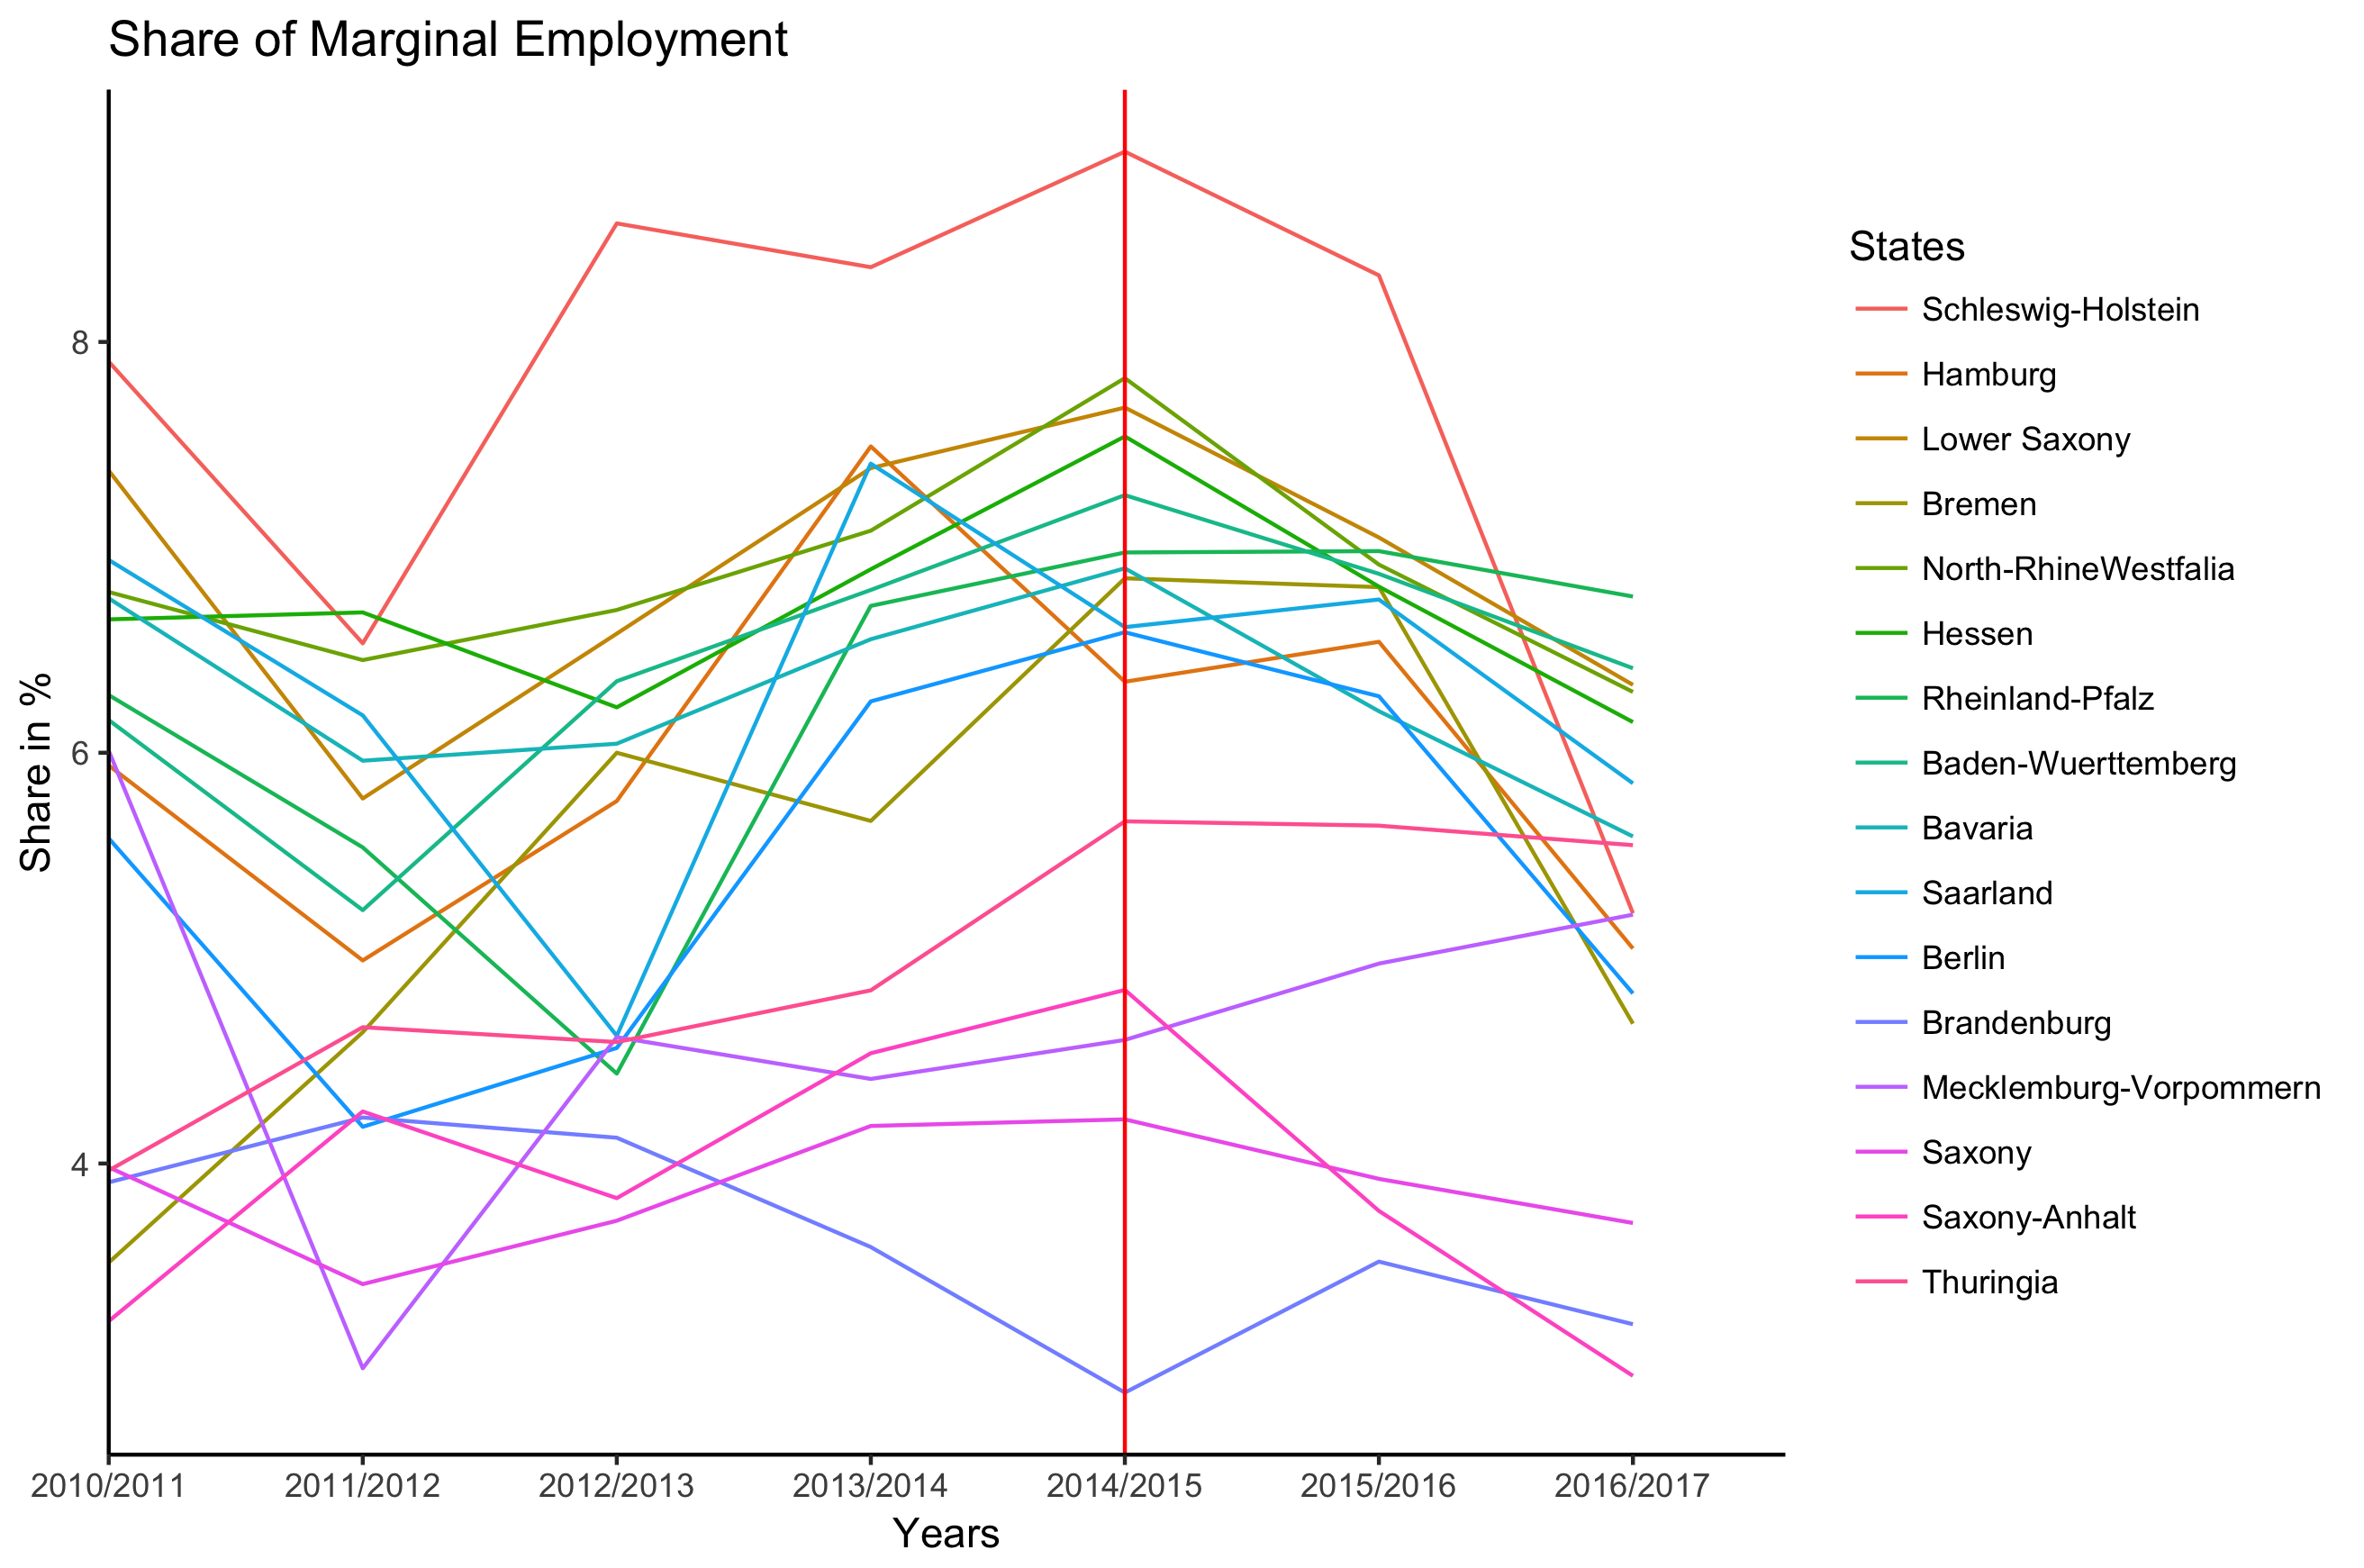 Share of Marginal Employment
Share in %
8
6
4
2010/2011 2011/2012 2012/2013 2013/2014 2014/2015 2015/2016 2016/2017
Years
States
Schleswig-Holstein
Hamburg
Lower Saxony
Bremen
North-RhineWestfalia
Hessen
Rheinland-Pfalz
Baden-Wuerttemberg
Bavaria
Saarland
Berlin
Brandenburg
Mecklemburg-Vorpommern
Saxony
Saxony-Anhalt
Thuringia